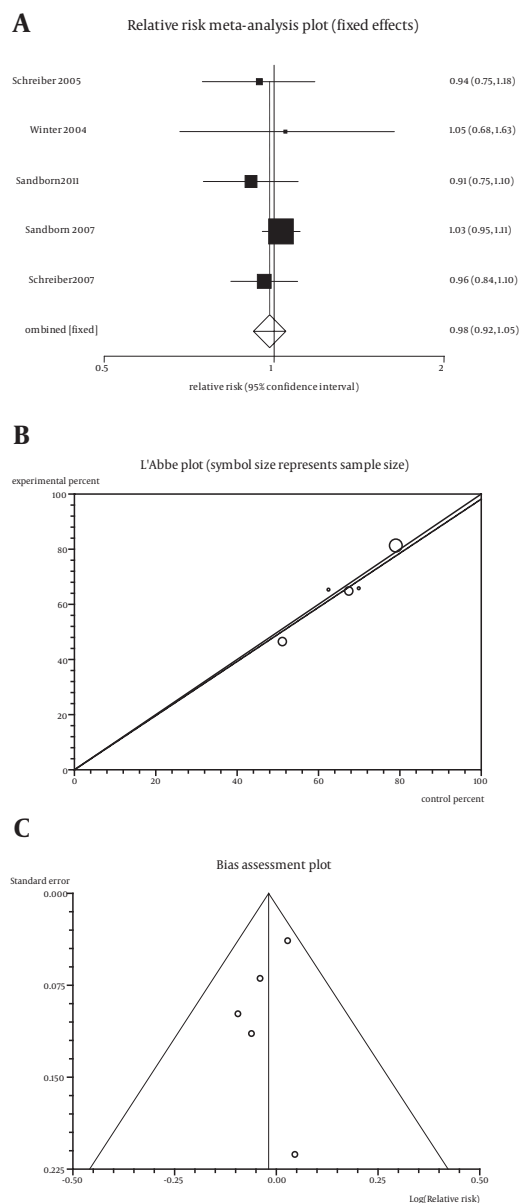 A
Relative risk meta-analysis plot (fixed effects)
Schreiber 2005 0.94 (0.75, 1.18)
Winter 2004 1.05 (0.68, 1.63)
Sandborn2011 0.91 (0.75, 1.10)
Sandborn 2007 1.03 (0.95, 1.11)
Schreiber2007 0.96 (0.84, 1.10)
ombined [fixed] 0.98 (0.92, 1.05)
0.5 1 2
relative risk (95% confidence interval)
B
L'Abbe plot (symbol size represents sample size)
experimental percent
100
80
60
40
20
0
0 20 40 60 80 100
control percent
C
Bias assessment plot
Standard error
0.000
0.075
0.150
0.225
-0.50 -0.25 0.00 0.25 0.50
Log(Relative risk)